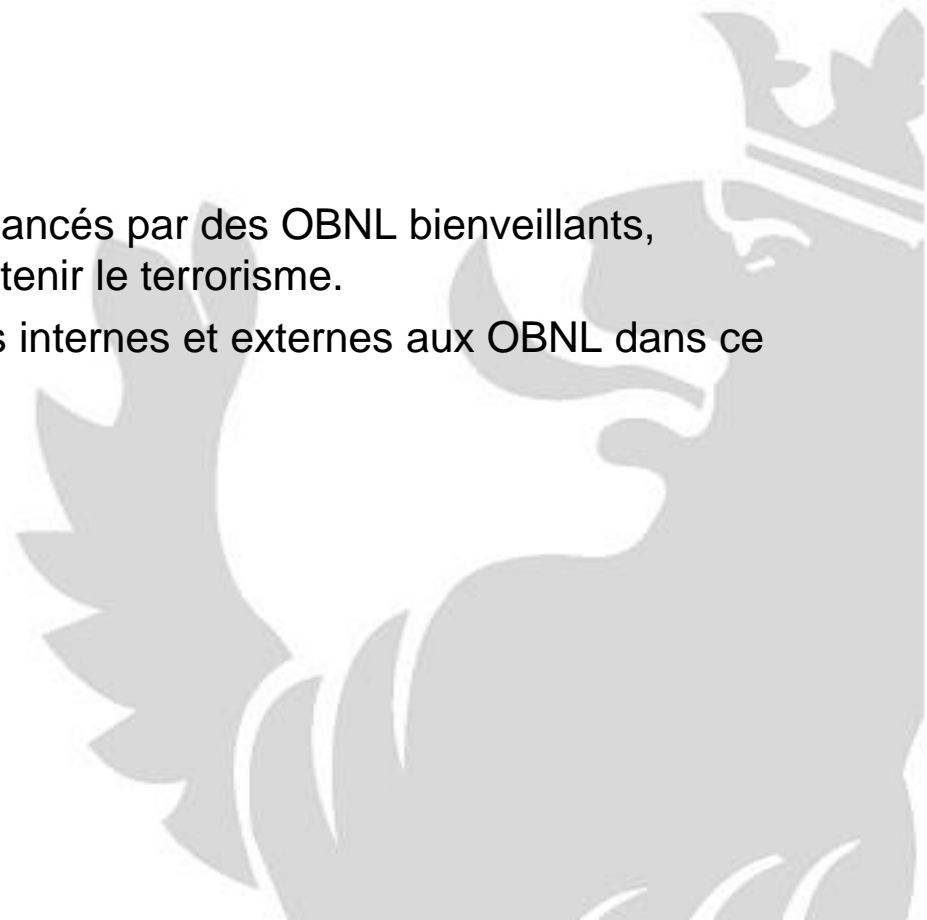 ancés par des OBNL bienveillants,
tenir le terrorisme.
s internes et externes aux OBNL dans ce